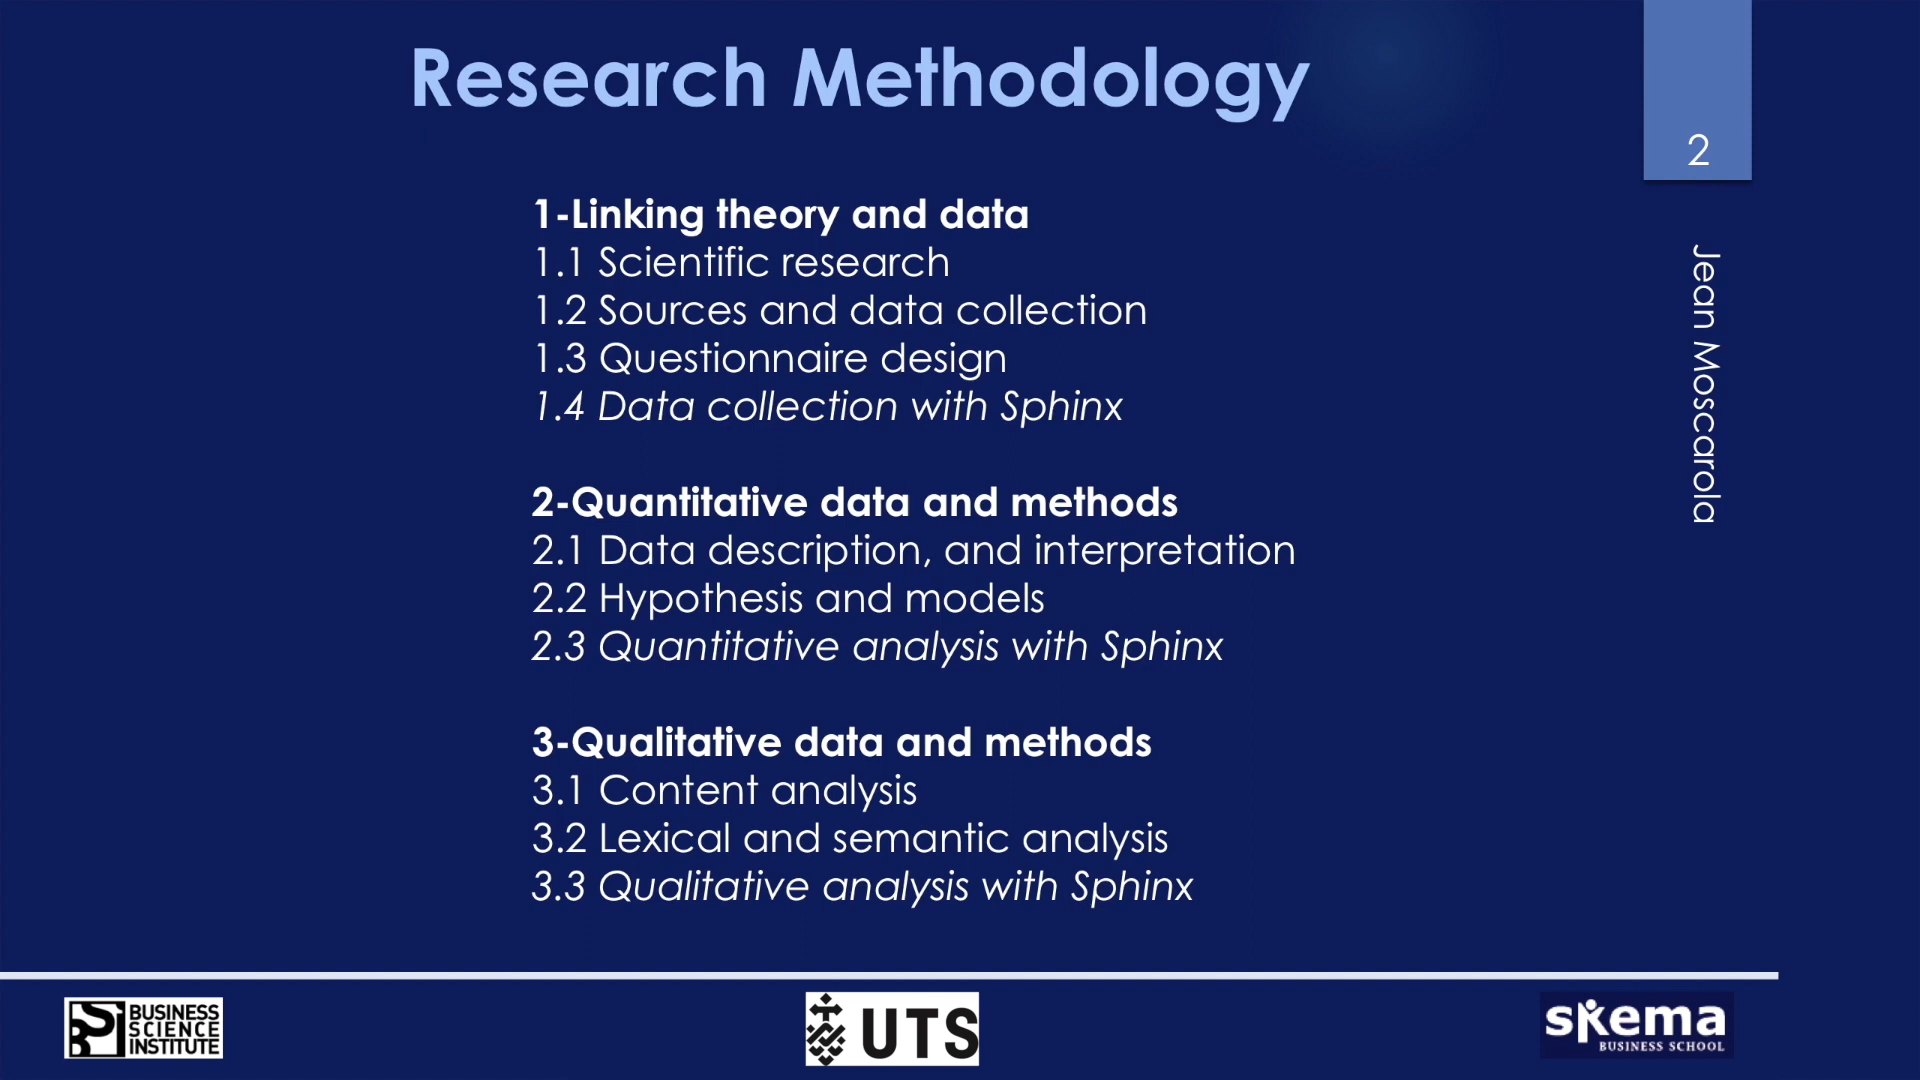 Research Methodology
2
Jean Moscarola
1-Linking theory and data
1.1 Scientific research
1.2 Sources and data collection
1.3 Questionnaire design
1.4 Data collection with Sphinx
2-Quantitative data and methods
2.1 Data description, and interpretation
2.2 Hypothesis and models
2.3 Quantitative analysis with Sphinx
3-Qualitative data and methods
3.1 Content analysis
3.2 Lexical and semantic analysis
3.3 Qualitative analysis with Sphinx
BSI
BUSINESS
SCIENCE
INSTITUTE
UTS
skema
BUSINESS SCHOOL